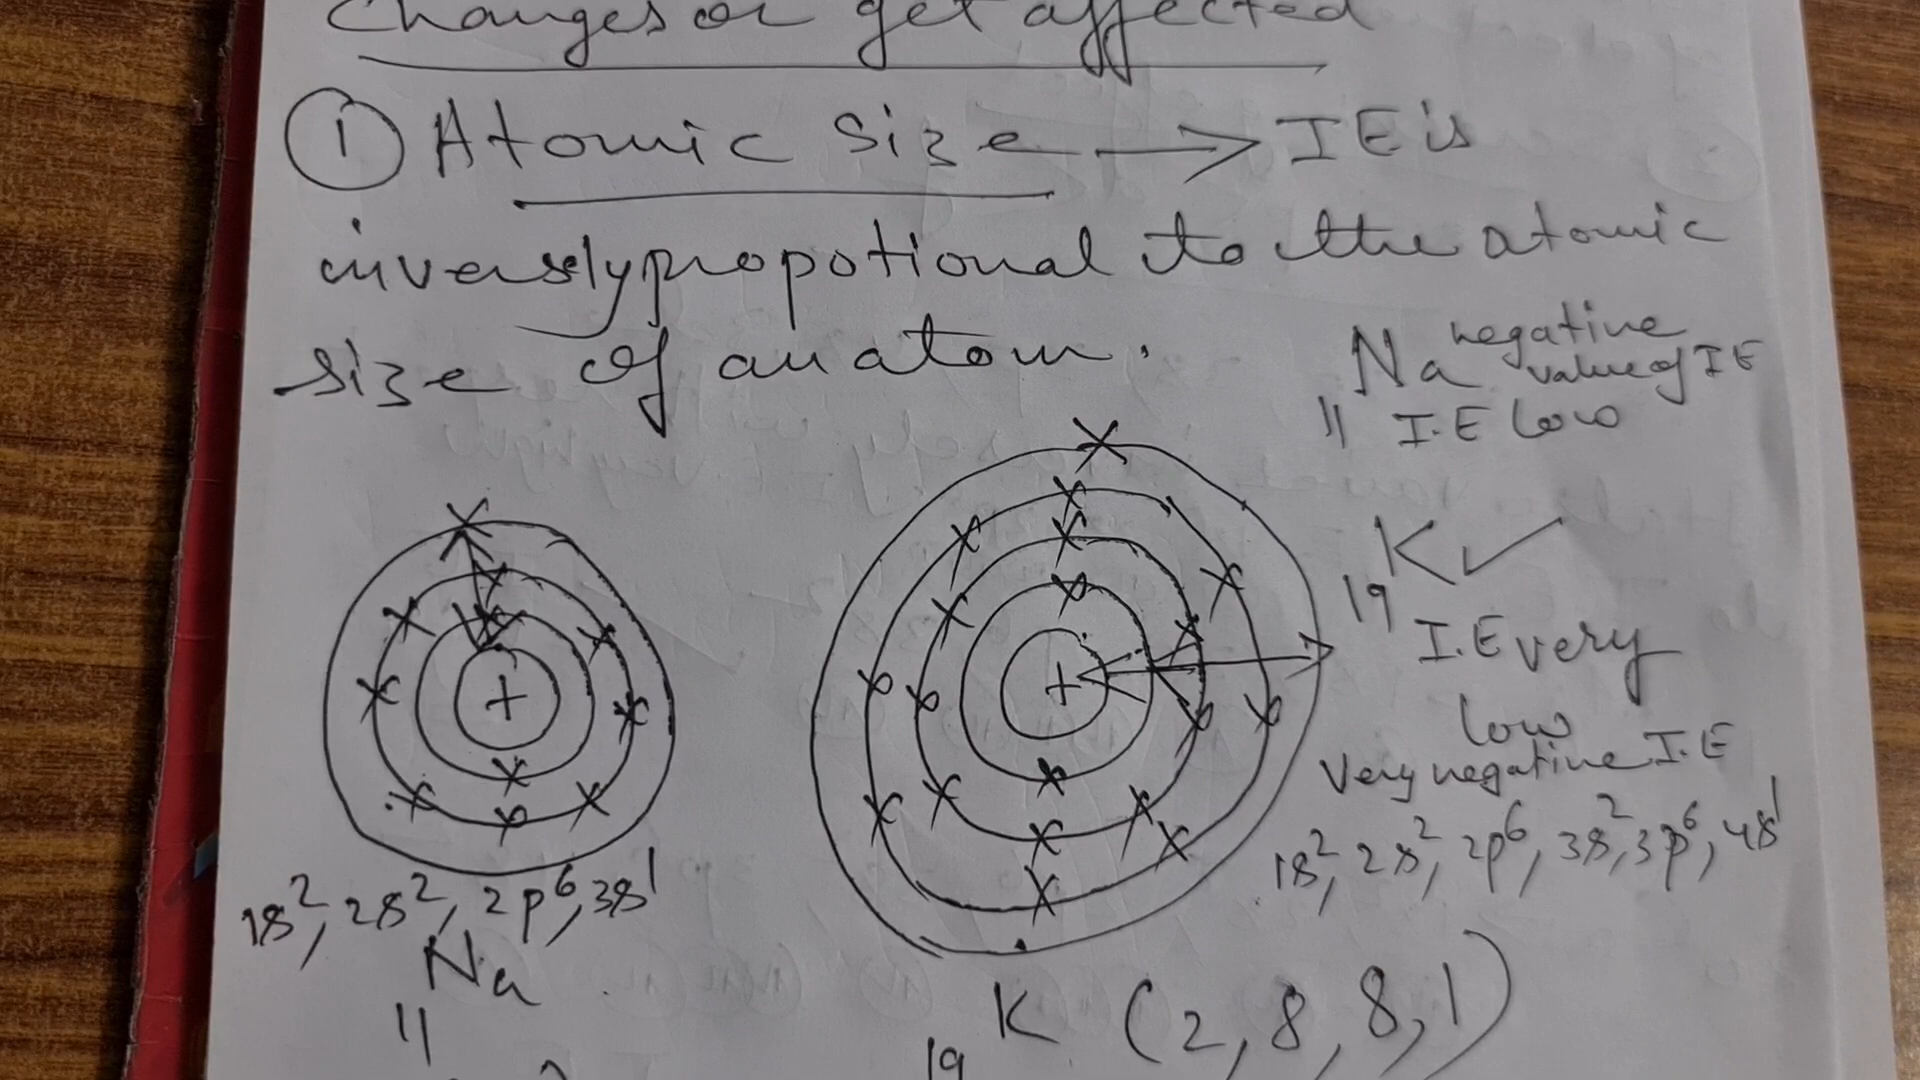 Changes or get affected
① Atomic Size → IE is
inversely propotional to the atomic
size of an atom.
Na negative
value of IE
11 I.E low
K ✓
19
I.E very
low
Very negative I.E
1s², 2s², 2p⁶, 3s², 3p⁶, 4s¹
+
+
1s², 2s², 2p⁶, 3s¹
Na
11
K (2, 8, 8, 1)
19